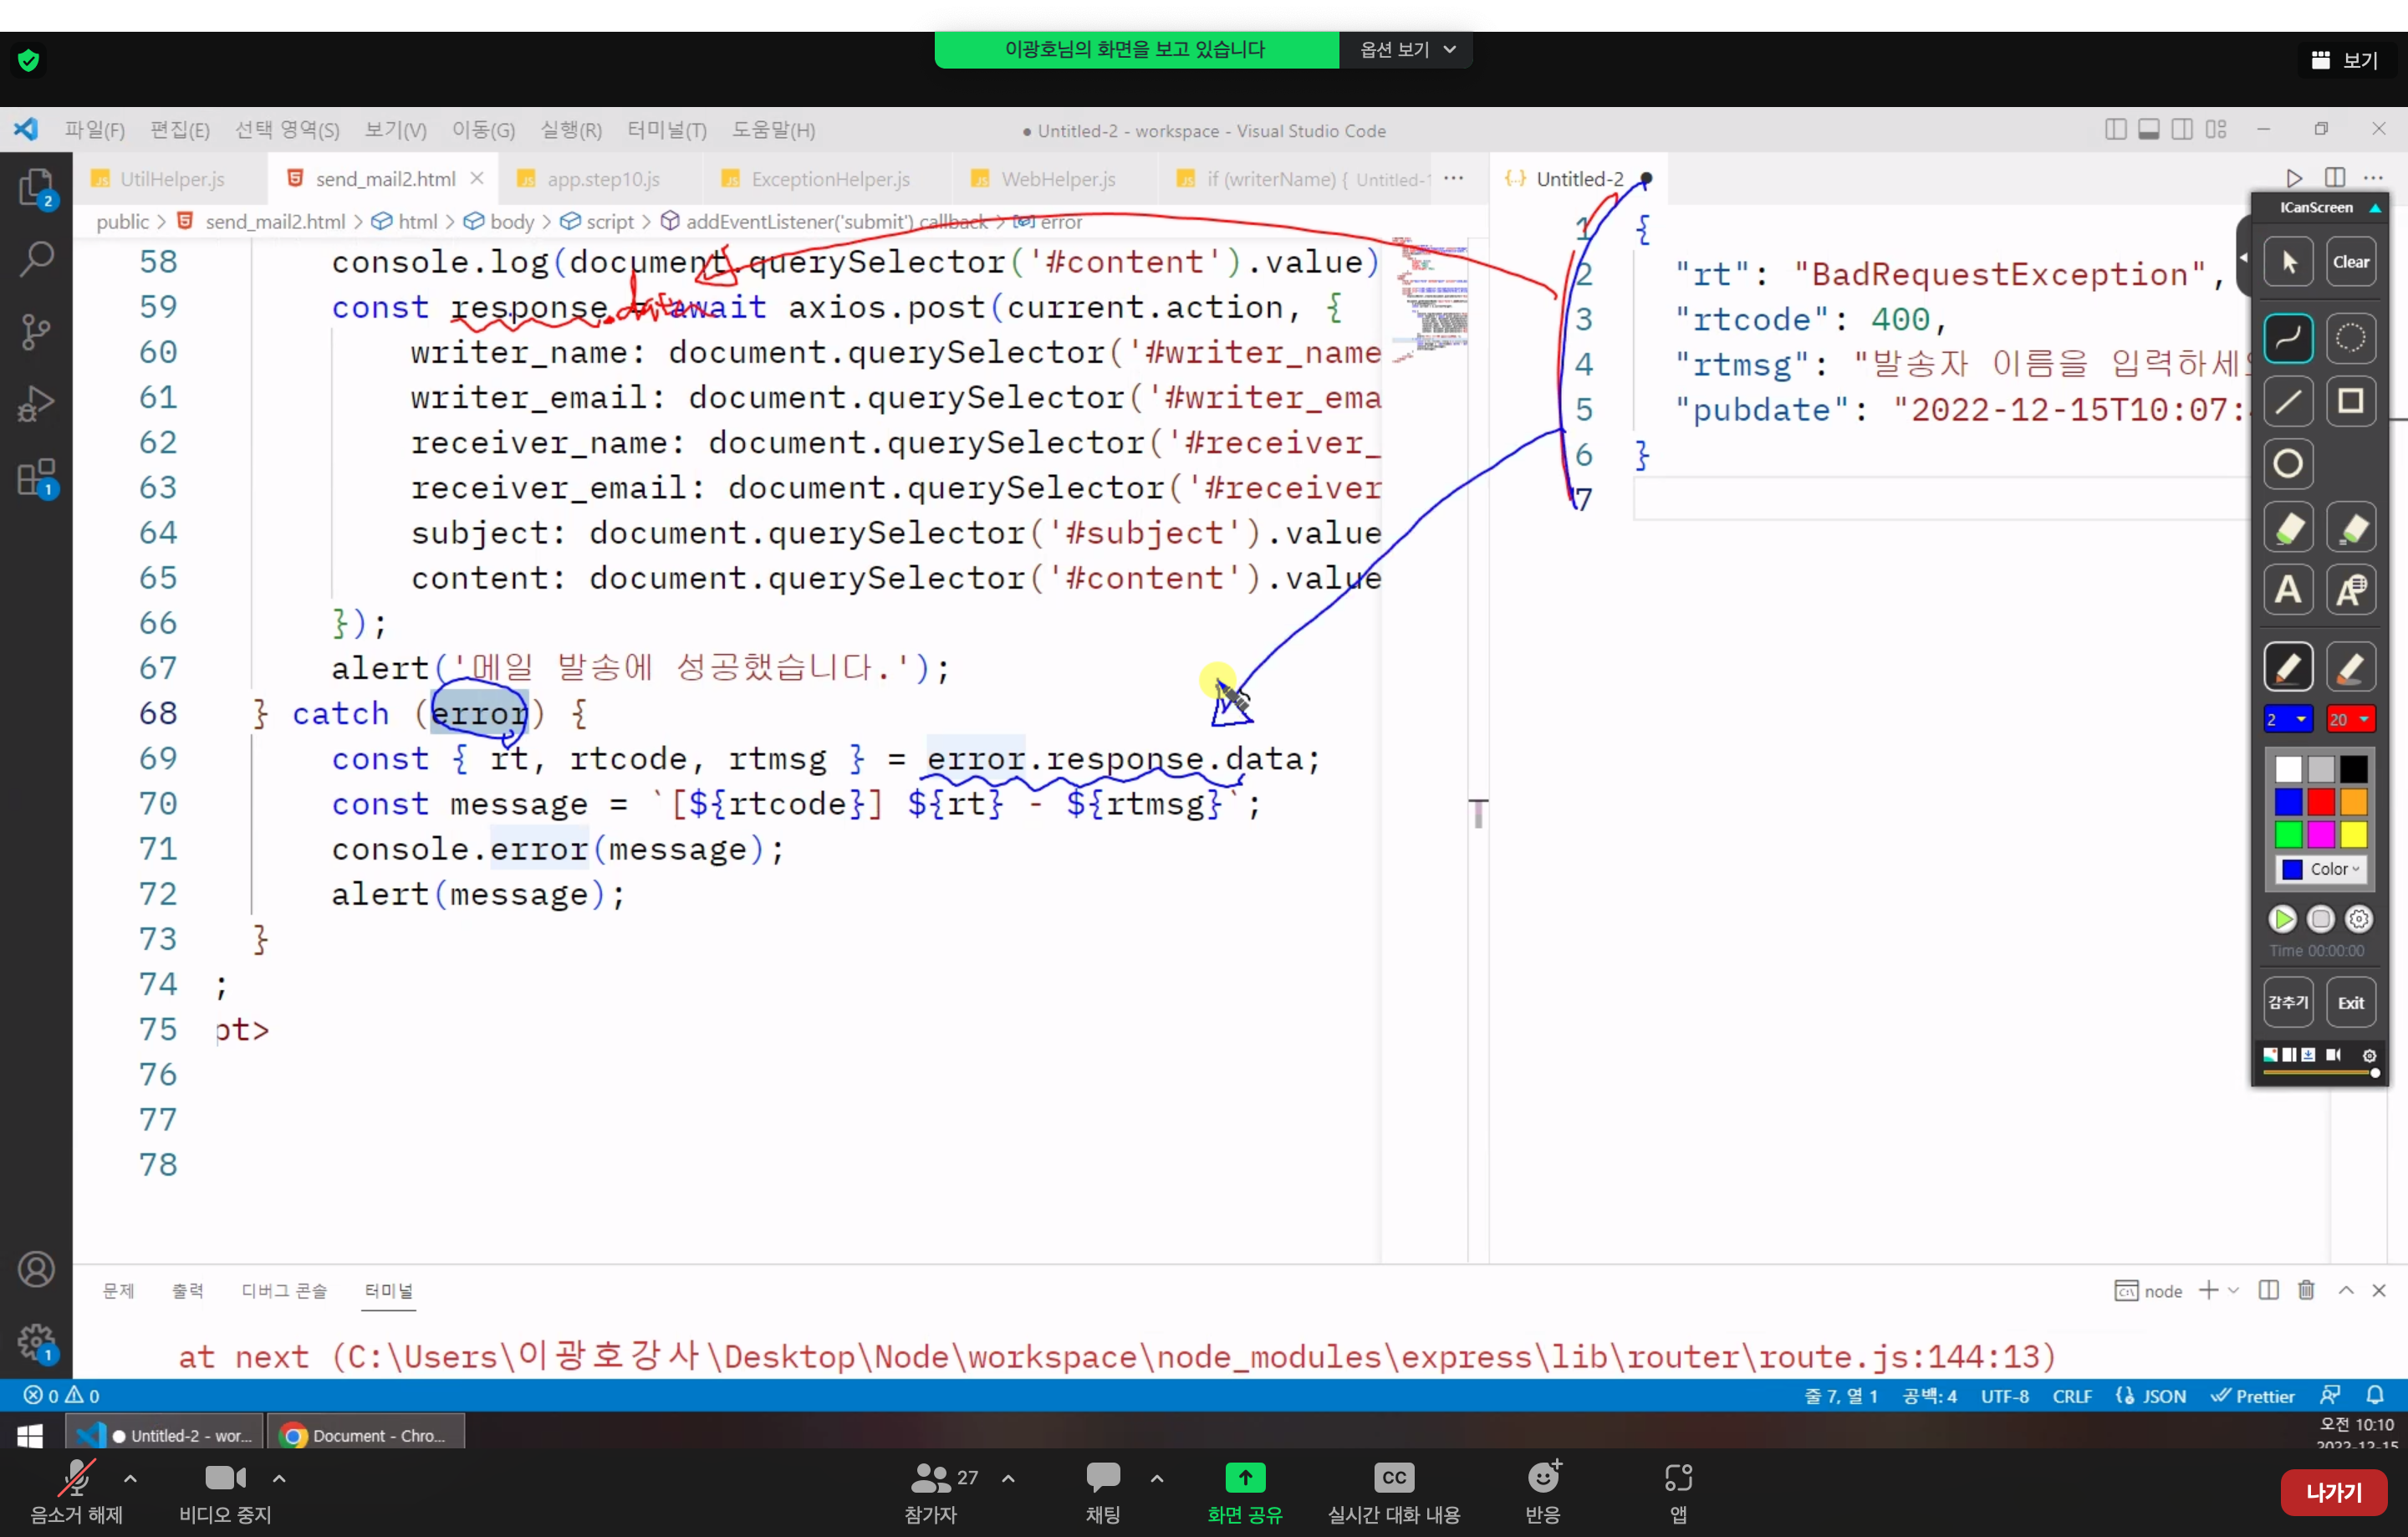 이광호님의 화면을 보고 있습니다
옵션 보기
보기
파일(F) 편집(E) 선택 영역(S) 보기(V) 이동(G) 실행(R) 터미널(T) 도움말(H)
● Untitled-2 - workspace - Visual Studio Code
JS UtilHelper.js
send_mail2.html
JS app.step10.js
JS ExceptionHelper.js
JS WebHelper.js
JS if (writerName) { Untitled-1
{..} Untitled-2
public > send_mail2.html > html > body > script > addEventListener('submit') callback > error
58 console.log(document.querySelector('#content').value)
59 const response = await axios.post(current.action, {
.data
60 writer_name: document.querySelector('#writer_name
61 writer_email: document.querySelector('#writer_ema
62 receiver_name: document.querySelector('#receiver_
63 receiver_email: document.querySelector('#receiver
64 subject: document.querySelector('#subject').value
65 content: document.querySelector('#content').value
66 });
67 alert('메일 발송에 성공했습니다.');
68 } catch (error) {
69 const { rt, rtcode, rtmsg } = error.response.data;
70 const message = `[${rtcode}] ${rt} - ${rtmsg}`;
71 console.error(message);
72 alert(message);
73 }
74 ;
75 pt>
76
77
78
1 {
2 "rt": "BadRequestException",
3 "rtcode": 400,
4 "rtmsg": "발송자 이름을 입력하세
5 "pubdate": "2022-12-15T10:07:
6 }
7
ICanScreen
Clear
A A
2 20
Color
Time 00:00:00
감추기 Exit
문제 출력 디버그 콘솔 터미널
node
at next (C:\Users\이광호강사\Desktop\Node\workspace\node_modules\express\lib\router\route.js:144:13)
0 0
줄 7, 열 1 공백: 4 UTF-8 CRLF JSON Prettier
2
1
1
Untitled-2 - wor...
Document - Chro...
오전 10:10
2022-12-15
음소거 해제
비디오 중지
27
참가자
채팅
화면 공유
CC
실시간 대화 내용
반응
앱
나가기